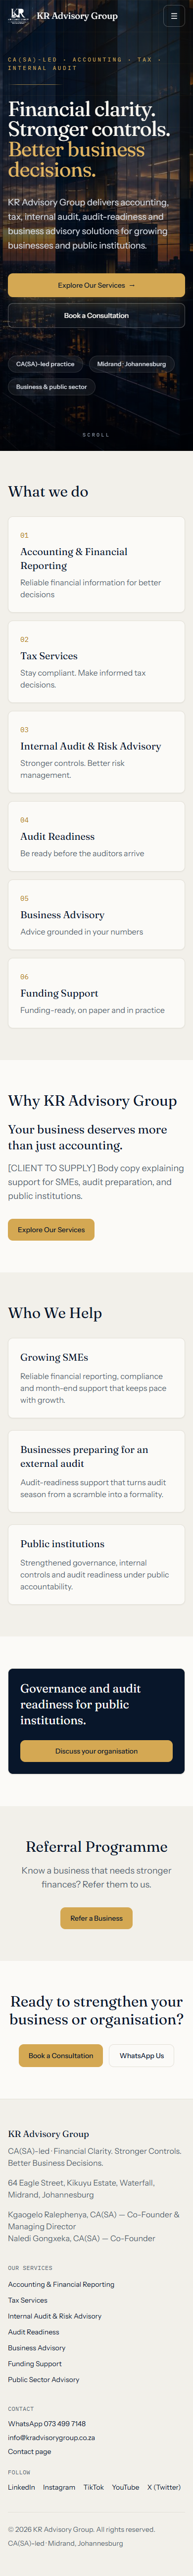 KR
KR Advisory Group
☰
CA(SA)-LED · ACCOUNTING · TAX ·
INTERNAL AUDIT
Financial clarity.
Stronger controls.
Better business
decisions.
KR Advisory Group delivers accounting,
tax, internal audit, audit-readiness and
business advisory solutions for growing
businesses and public institutions.
Explore Our Services →
Book a Consultation
CA(SA)-led practice
Midrand · Johannesburg
Business & public sector
SCROLL
What we do
01
Accounting & Financial
Reporting
Reliable financial information for better
decisions
02
Tax Services
Stay compliant. Make informed tax
decisions.
03
Internal Audit & Risk Advisory
Stronger controls. Better risk
management.
04
Audit Readiness
Be ready before the auditors arrive
05
Business Advisory
Advice grounded in your numbers
06
Funding Support
Funding-ready, on paper and in practice
Why KR Advisory Group
Your business deserves more
than just accounting.
[CLIENT TO SUPPLY] Body copy explaining
support for SMEs, audit preparation, and
public institutions.
Explore Our Services
Who We Help
Growing SMEs
Reliable financial reporting, compliance
and month-end support that keeps pace
with growth.
Businesses preparing for an
external audit
Audit-readiness support that turns audit
season from a scramble into a formality.
Public institutions
Strengthened governance, internal
controls and audit readiness under public
accountability.
Governance and audit
readiness for public
institutions.
Discuss your organisation
Referral Programme
Know a business that needs stronger
finances? Refer them to us.
Refer a Business
Ready to strengthen your
business or organisation?
Book a Consultation
WhatsApp Us
KR Advisory Group
CA(SA)-led · Financial Clarity. Stronger Controls.
Better Business Decisions.
64 Eagle Street, Kikuyu Estate, Waterfall,
Midrand, Johannesburg
Kgaogelo Ralephenya, CA(SA) — Co-Founder &
Managing Director
Naledi Gongxeka, CA(SA) — Co-Founder
OUR SERVICES
Accounting & Financial Reporting
Tax Services
Internal Audit & Risk Advisory
Audit Readiness
Business Advisory
Funding Support
Public Sector Advisory
CONTACT
WhatsApp 073 499 7148
info@kradvisorygroup.co.za
Contact page
FOLLOW
LinkedIn Instagram TikTok YouTube X (Twitter)
© 2026 KR Advisory Group. All rights reserved.
CA(SA)-led · Midrand, Johannesburg